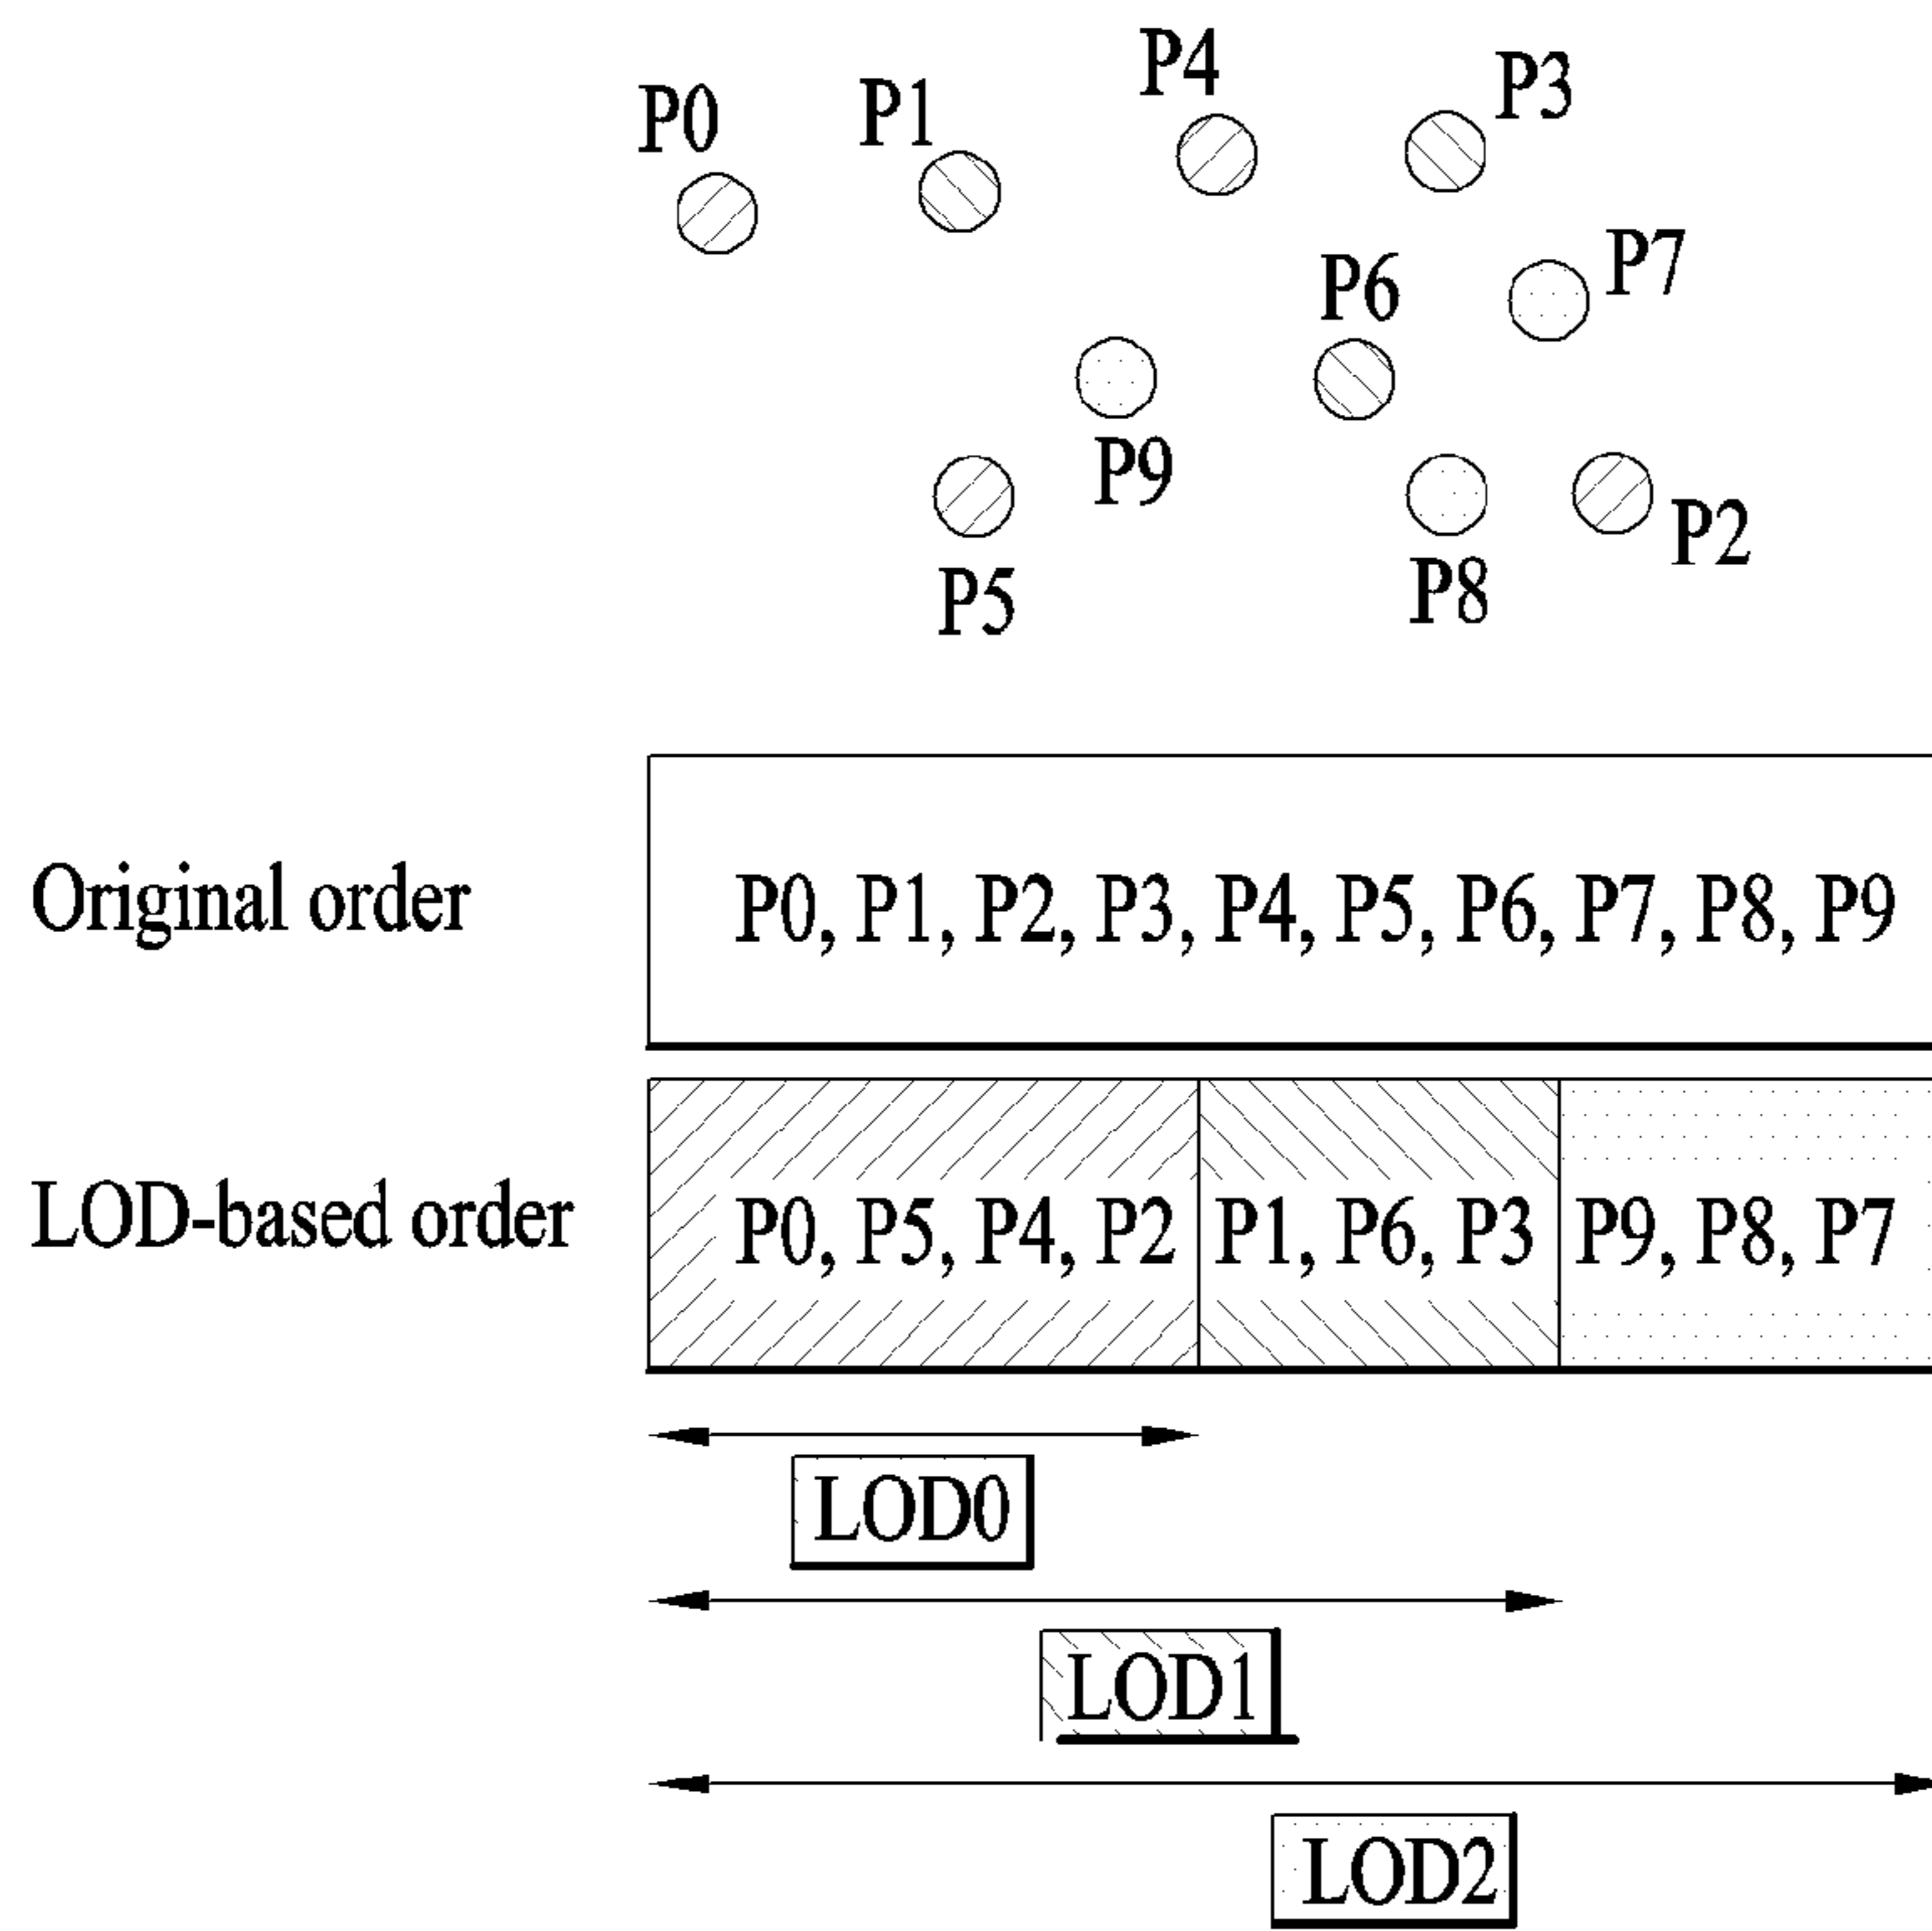 P4
P3
P0
P1
P7
P6
P9
P2
P8
P5
Original order
P0, P1, P2, P3, P4, P5, P6, P7, P8, P9
LOD-based order
P0, P5, P4, P2
P1, P6, P3
P9, P8, P7
LOD0
LOD1
LOD2